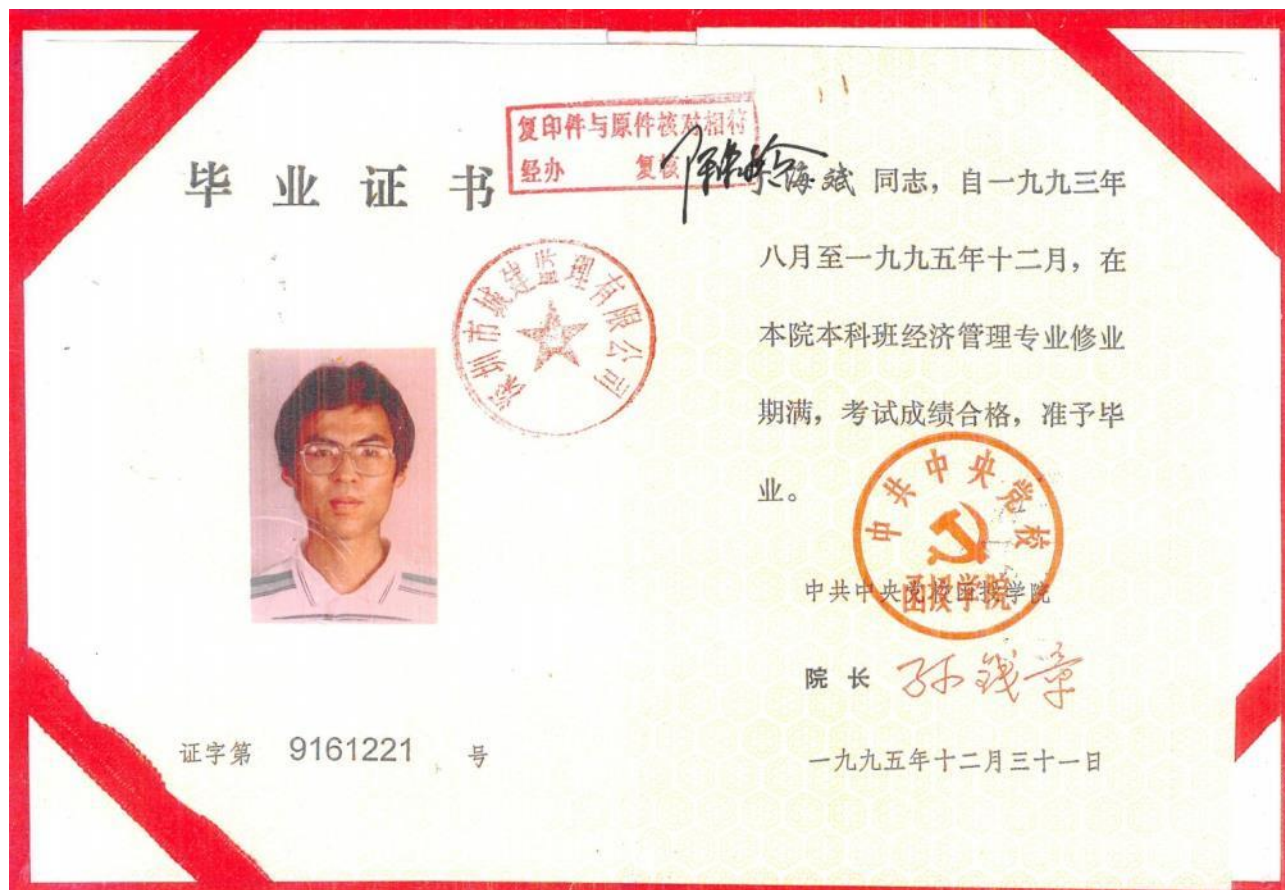 毕业证书
复印件与原件核对相符
经办 复核
海斌 同志，自一九九三年
八月至一九九五年十二月，在
本院本科班经济管理专业修业
期满，考试成绩合格，准予毕
业。
深圳市城建监理有限公司
中共中央党校
函授学院
中共中央党校函授学院
院长 孙钱章
证字第 9161221 号
一九九五年十二月三十一日